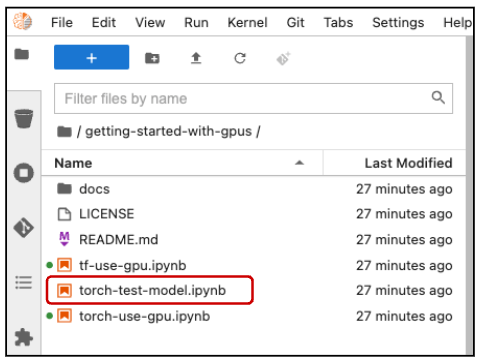 File Edit View Run Kernel Git Tabs Settings Help
Filter files by name
/ getting-started-with-gpus /
Name Last Modified
docs 27 minutes ago
LICENSE 27 minutes ago
README.md 27 minutes ago
tf-use-gpu.ipynb 27 minutes ago
torch-test-model.ipynb 27 minutes ago
torch-use-gpu.ipynb 27 minutes ago